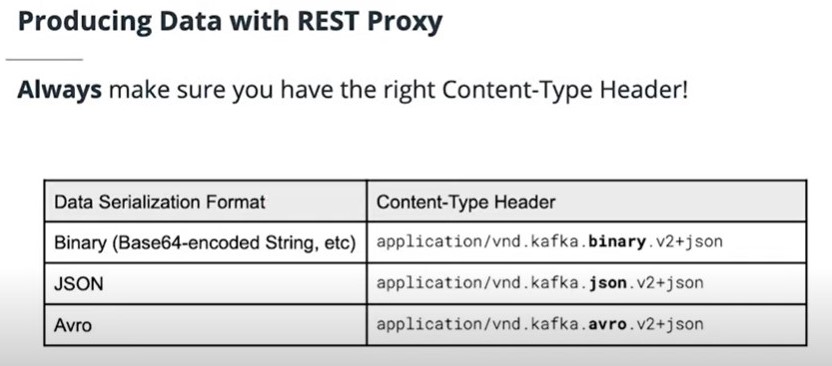 Producing Data with REST Proxy
Always make sure you have the right Content-Type Header!
Data Serialization Format Content-Type Header
Binary (Base64-encoded String, etc) application/vnd.kafka.binary.v2+json
JSON application/vnd.kafka.json.v2+json
Avro application/vnd.kafka.avro.v2+json